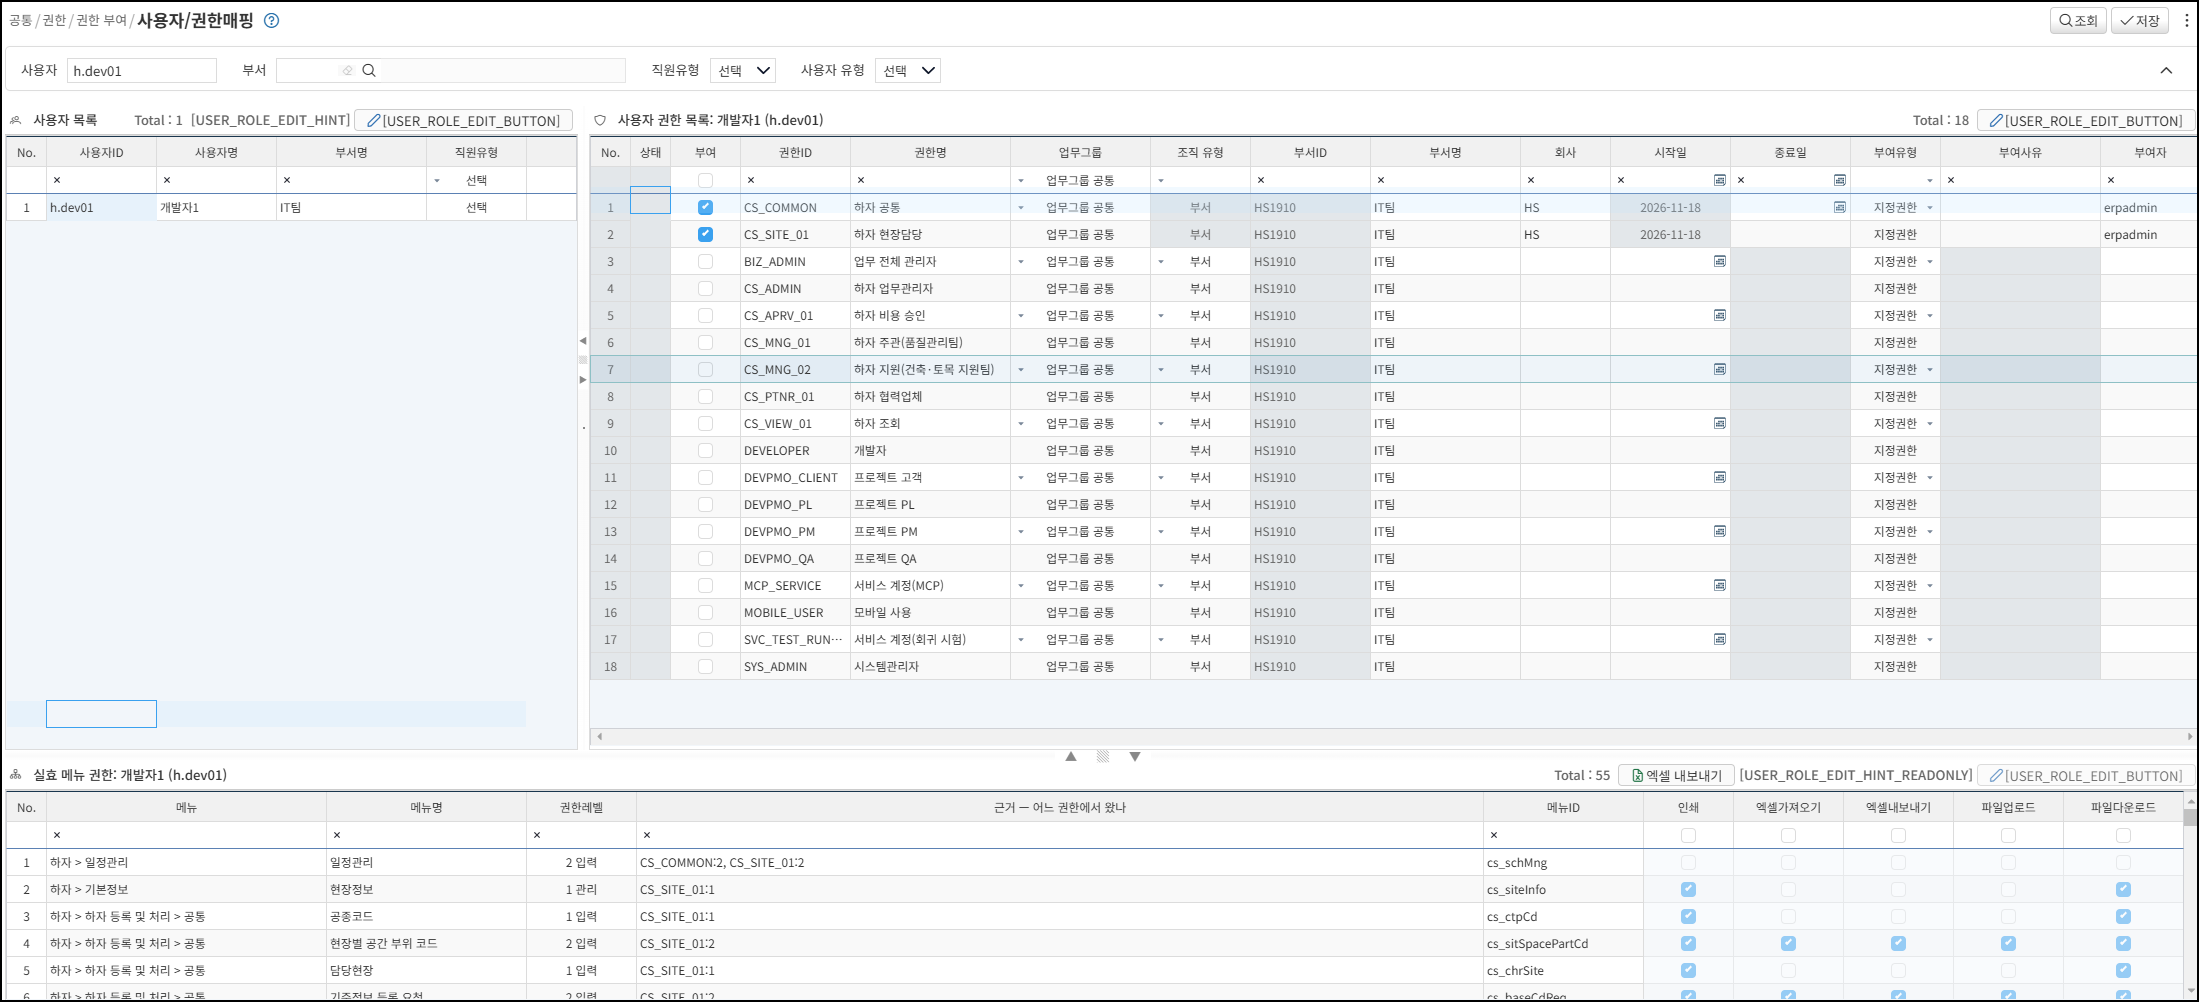 공통 / 권한 / 권한 부여 / 사용자/권한매핑
조회 저장
사용자 h.dev01 부서 직원유형 선택 사용자 유형 선택
사용자 목록 Total : 1 [USER_ROLE_EDIT_HINT] [USER_ROLE_EDIT_BUTTON]
No. 사용자ID 사용자명 부서명 직원유형
선택
1 h.dev01 개발자1 IT팀 선택
사용자 권한 목록: 개발자1 (h.dev01) Total : 18 [USER_ROLE_EDIT_BUTTON]
No. 상태 부여 권한ID 권한명 업무그룹 조직 유형 부서ID 부서명 회사 시작일 종료일 부여유형 부여사유 부여자
업무그룹 공통
1 CS_COMMON 하자 공통 업무그룹 공통 부서 HS1910 IT팀 HS 2026-11-18 지정권한 erpadmin
2 CS_SITE_01 하자 현장담당 업무그룹 공통 부서 HS1910 IT팀 HS 2026-11-18 지정권한 erpadmin
3 BIZ_ADMIN 업무 전체 관리자 업무그룹 공통 부서 HS1910 IT팀 지정권한
4 CS_ADMIN 하자 업무관리자 업무그룹 공통 부서 HS1910 IT팀 지정권한
5 CS_APRV_01 하자 비용 승인 업무그룹 공통 부서 HS1910 IT팀 지정권한
6 CS_MNG_01 하자 주관(품질관리팀) 업무그룹 공통 부서 HS1910 IT팀 지정권한
7 CS_MNG_02 하자 지원(건축·토목 지원팀) 업무그룹 공통 부서 HS1910 IT팀 지정권한
8 CS_PTNR_01 하자 협력업체 업무그룹 공통 부서 HS1910 IT팀 지정권한
9 CS_VIEW_01 하자 조회 업무그룹 공통 부서 HS1910 IT팀 지정권한
10 DEVELOPER 개발자 업무그룹 공통 부서 HS1910 IT팀 지정권한
11 DEVPMO_CLIENT 프로젝트 고객 업무그룹 공통 부서 HS1910 IT팀 지정권한
12 DEVPMO_PL 프로젝트 PL 업무그룹 공통 부서 HS1910 IT팀 지정권한
13 DEVPMO_PM 프로젝트 PM 업무그룹 공통 부서 HS1910 IT팀 지정권한
14 DEVPMO_QA 프로젝트 QA 업무그룹 공통 부서 HS1910 IT팀 지정권한
15 MCP_SERVICE 서비스 계정(MCP) 업무그룹 공통 부서 HS1910 IT팀 지정권한
16 MOBILE_USER 모바일 사용 업무그룹 공통 부서 HS1910 IT팀 지정권한
17 SVC_TEST_RUN··· 서비스 계정(회귀 시험) 업무그룹 공통 부서 HS1910 IT팀 지정권한
18 SYS_ADMIN 시스템관리자 업무그룹 공통 부서 HS1910 IT팀 지정권한
실효 메뉴 권한: 개발자1 (h.dev01) Total : 55 엑셀 내보내기 [USER_ROLE_EDIT_HINT_READONLY] [USER_ROLE_EDIT_BUTTON]
No. 메뉴 메뉴명 권한레벨 근거 — 어느 권한에서 왔나 메뉴ID 인쇄 엑셀가져오기 엑셀내보내기 파일업로드 파일다운로드
1 하자 > 일정관리 일정관리 2 입력 CS_COMMON:2, CS_SITE_01:2 cs_schMng
2 하자 > 기본정보 현장정보 1 관리 CS_SITE_01:1 cs_siteInfo
3 하자 > 하자 등록 및 처리 > 공통 공종코드 1 입력 CS_SITE_01:1 cs_ctpCd
4 하자 > 하자 등록 및 처리 > 공통 현장별 공간 부위 코드 2 입력 CS_SITE_01:2 cs_sitSpacePartCd
5 하자 > 하자 등록 및 처리 > 공통 담당현장 1 입력 CS_SITE_01:1 cs_chrSite
6 하자 > 하자 등록 및 처리 > 공통 기준정보 등록 요청 2 입력 CS_SITE_01:2 cs_baseCdReq